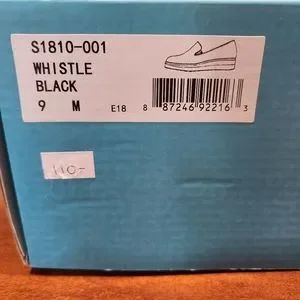 S1810-001
WHISTLE
BLACK
9 M E18 8 87246 92216 3
110-